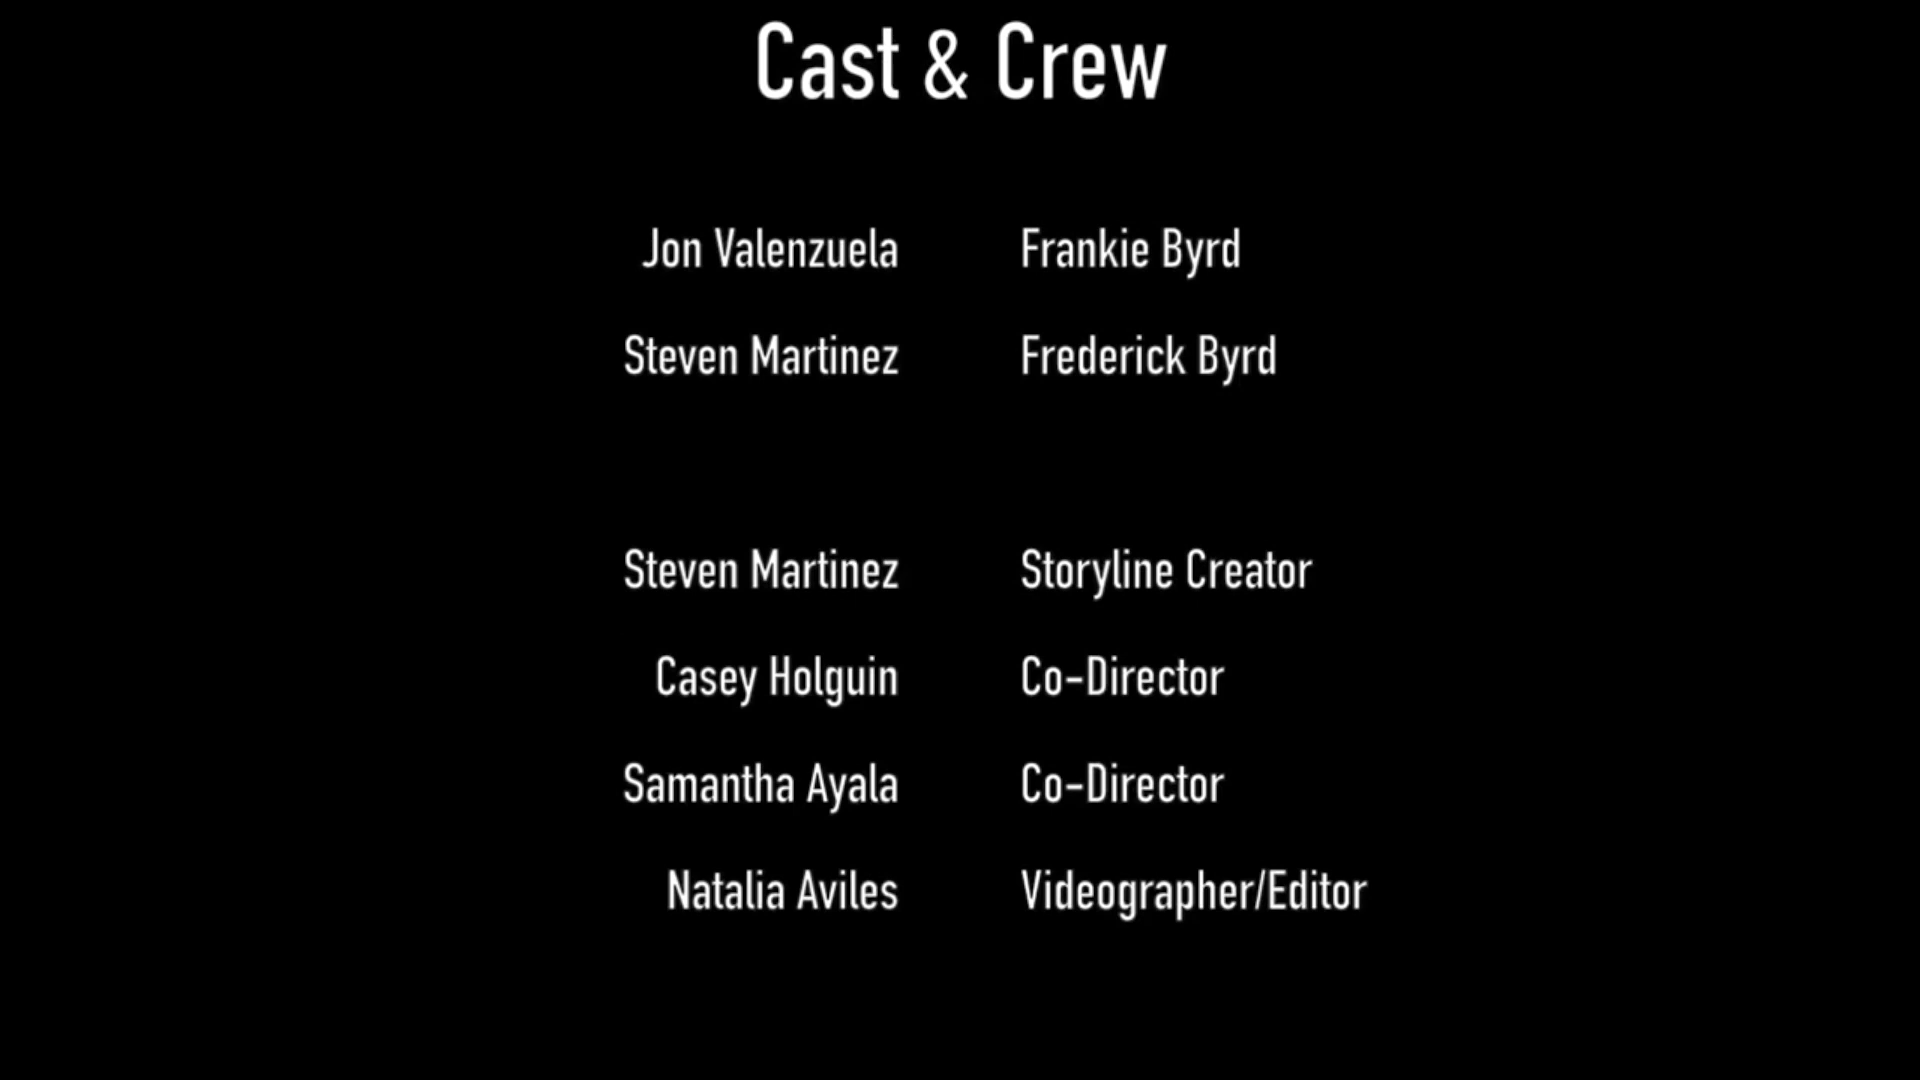 Cast & Crew
Jon Valenzuela Frankie Byrd
Steven Martinez Frederick Byrd
Steven Martinez Storyline Creator
Casey Holguin Co-Director
Samantha Ayala Co-Director
Natalia Aviles Videographer/Editor